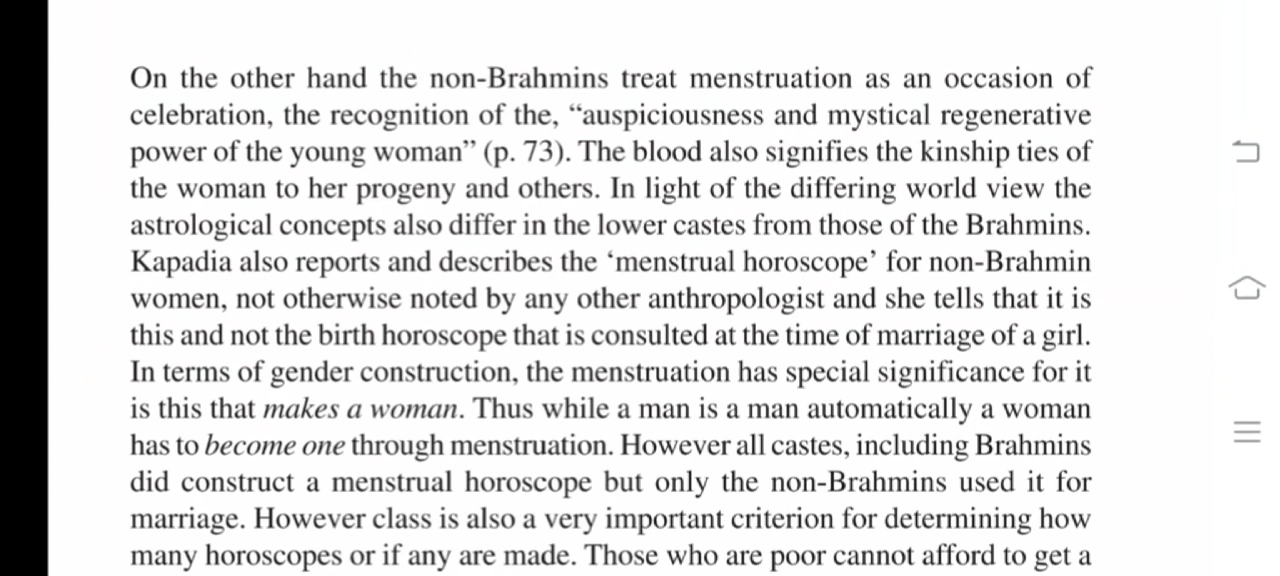 On the other hand the non-Brahmins treat menstruation as an occasion of
celebration, the recognition of the, “auspiciousness and mystical regenerative
power of the young woman” (p. 73). The blood also signifies the kinship ties of
the woman to her progeny and others. In light of the differing world view the
astrological concepts also differ in the lower castes from those of the Brahmins.
Kapadia also reports and describes the ‘menstrual horoscope’ for non-Brahmin
women, not otherwise noted by any other anthropologist and she tells that it is
this and not the birth horoscope that is consulted at the time of marriage of a girl.
In terms of gender construction, the menstruation has special significance for it
is this that makes a woman. Thus while a man is a man automatically a woman
has to become one through menstruation. However all castes, including Brahmins
did construct a menstrual horoscope but only the non-Brahmins used it for
marriage. However class is also a very important criterion for determining how
many horoscopes or if any are made. Those who are poor cannot afford to get a